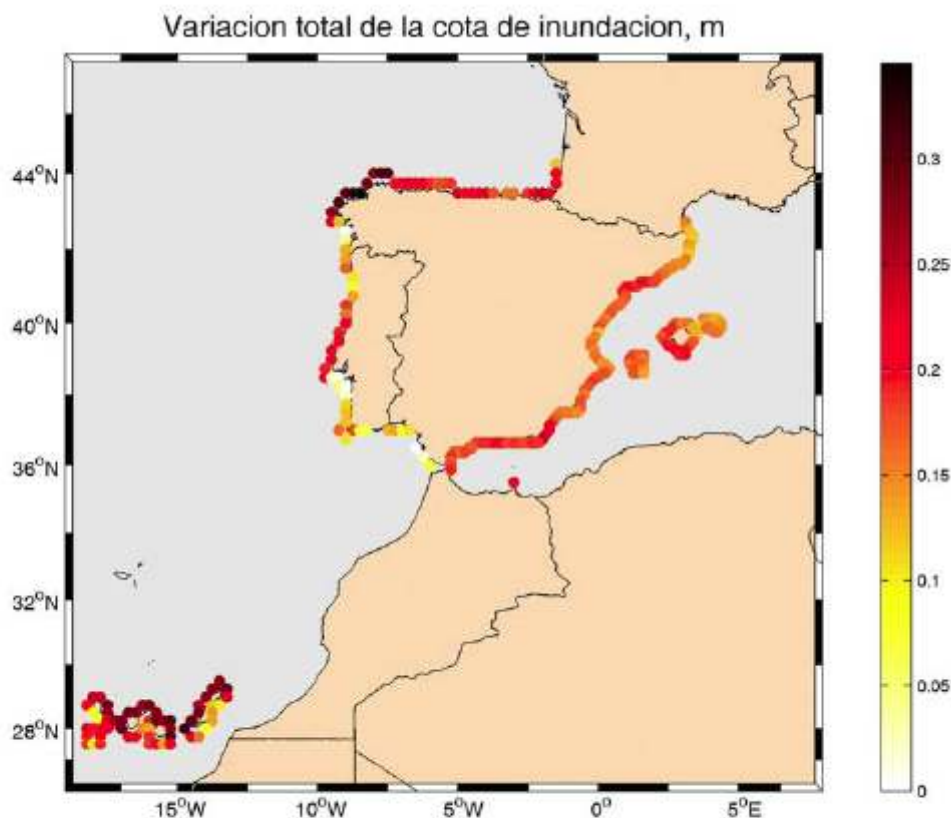 Variacion total de la cota de inundacion, m
44°N
40°N
36°N
32°N
28°N
15°W
10°W
5°W
0°
5°E
0.3
0.25
0.2
0.15
0.1
0.05
0